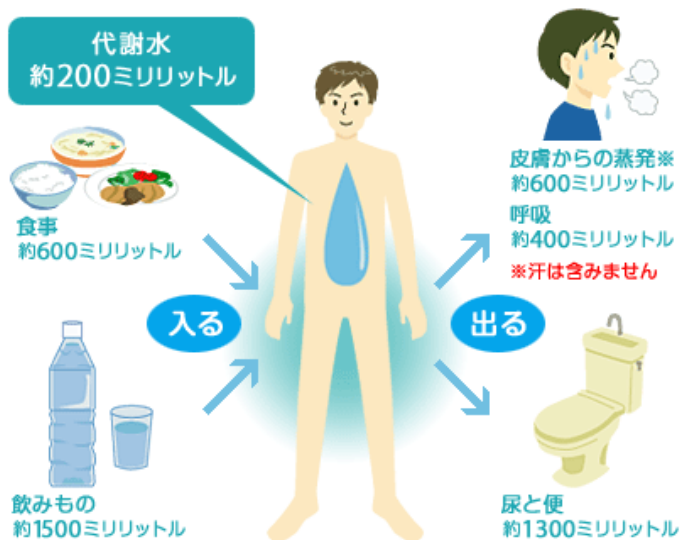 代謝水
約200ミリリットル
食事
約600ミリリットル
入る
飲みもの
約1500ミリリットル
皮膚からの蒸発※
約600ミリリットル
呼吸
約400ミリリットル
※汗は含みません
出る
尿と便
約1300ミリリットル